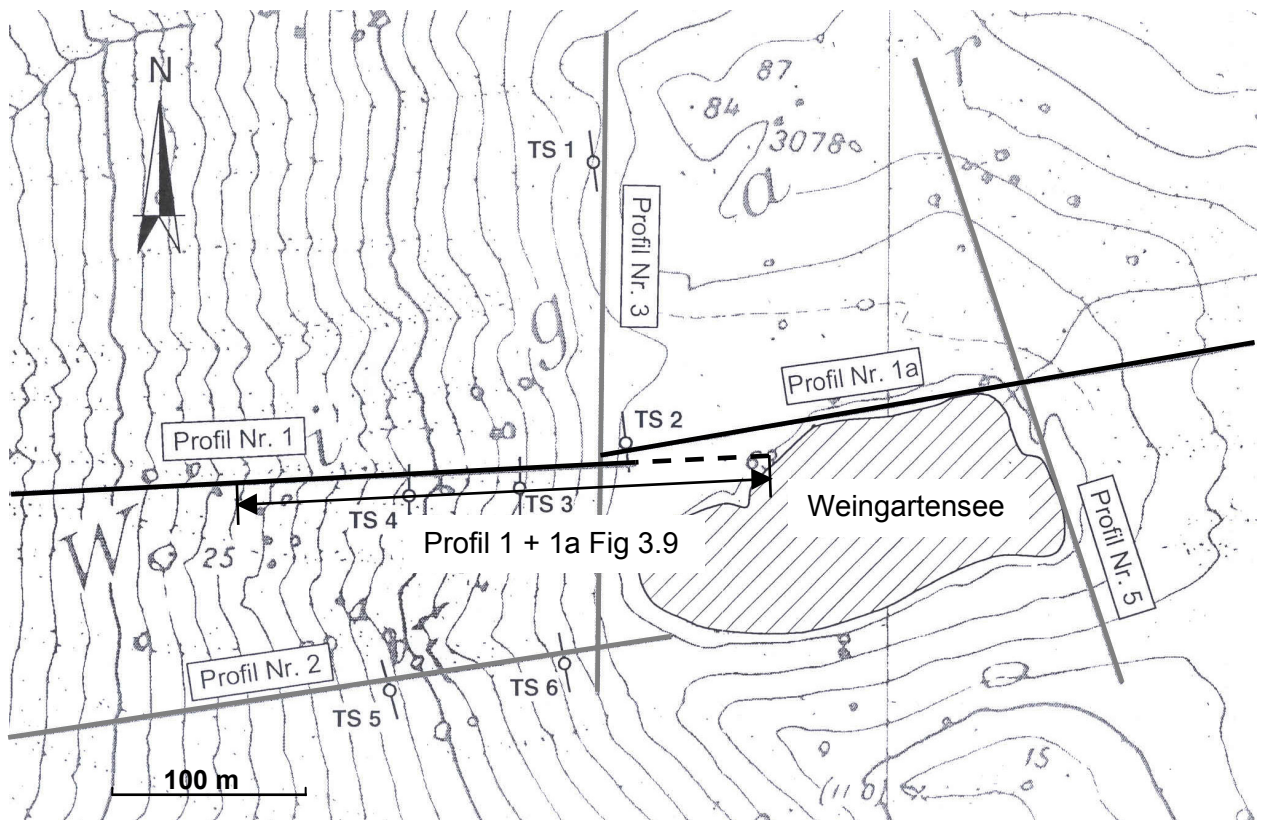 N
87
84
3078
TS 1
Profil Nr. 3
r
a
g
i
W
Profil Nr. 1a
Profil Nr. 1
TS 2
TS 3
TS 4
Weingartensee
Profil 1 + 1a Fig 3.9
25
Profil Nr. 5
Profil Nr. 2
TS 6
TS 5
100 m
15